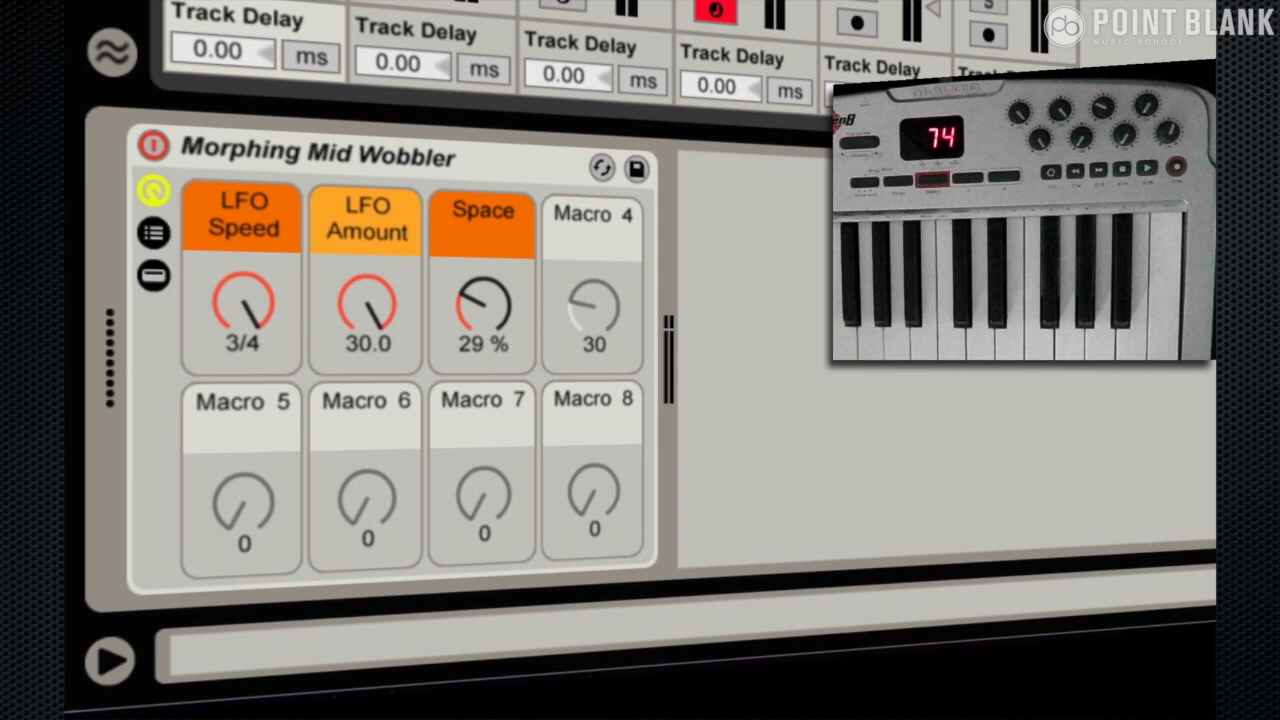 Track Delay
0.00 ms
Track Delay
0.00 ms
Track Delay
0.00 ms
Track Delay
0.00 ms
Track Delay
S
POINT BLANK
MUSIC SCHOOL
Morphing Mid Wobbler
LFO
Speed
3/4
LFO
Amount
30.0
Space
29 %
Macro 4
30
Macro 5
0
Macro 6
0
Macro 7
0
Macro 8
0
74